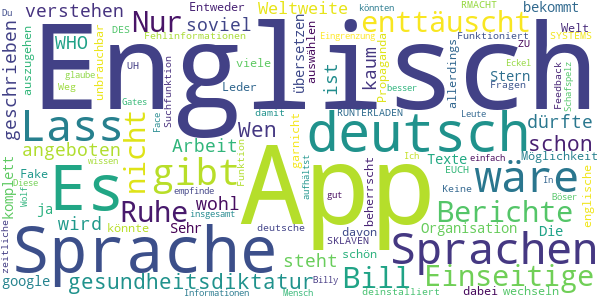 verstehen Nur soviel Weltweite enttäuscht bekommt
Entweder RMACHT Du könnten
WHO DES Englisch Welt
auszugehen Fehlinformationen Funktioniert ZU
geschrieben unbrauchbar übersetzen auswählen Eingrenzung SYSTEMS
Gates UH viele ist kaum Propaganda Stern Eckel Schafspelz
glaube Weg Suchfunktion Leder allerdings Fragen Feedback
Lass nicht Face damit RUNTERLADEN Leute besser
angeboten Wen deutsch dürfte
Arbeit schon
Fake Es gibt App garnicht Texte Möglichkeit
komplett Diese Wolf wissen Funktion Ich einfach In
ja Ruhe wohl aufhältst EUCH Keine Böser
empfinde gut wäre englische
wird könnte Sehr insgesamt deutsche davon beherrscht Berichte
zeitliche Sprache steht schön SKLAVEN Organisation Die
google gesundheitsdiktatur Bill Sprachen Einseitige
Informationen Mensch Billy deinstalliert dabei wechseln